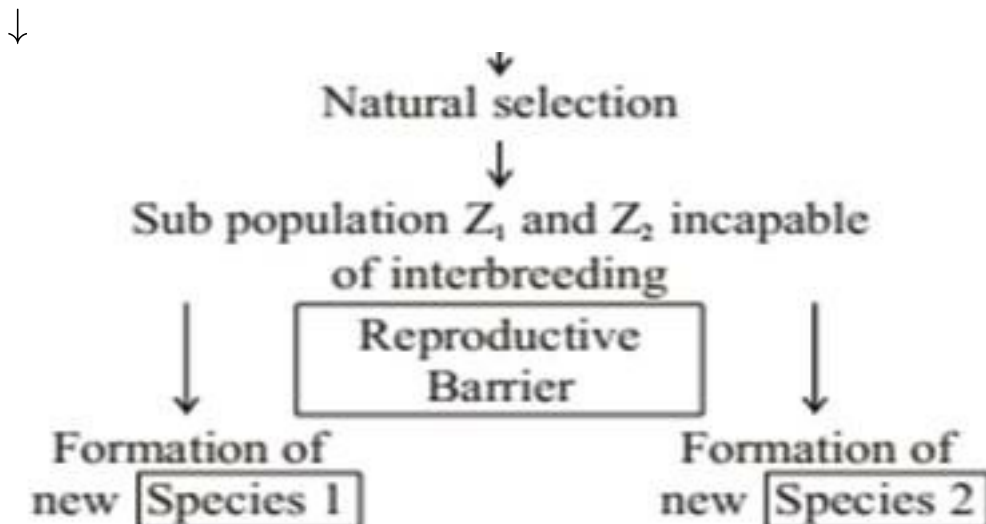 Natural selection
Sub population Z₁ and Z₂ incapable
of interbreeding
Reproductive
Barrier
Formation of
new Species 1
Formation of
new Species 2